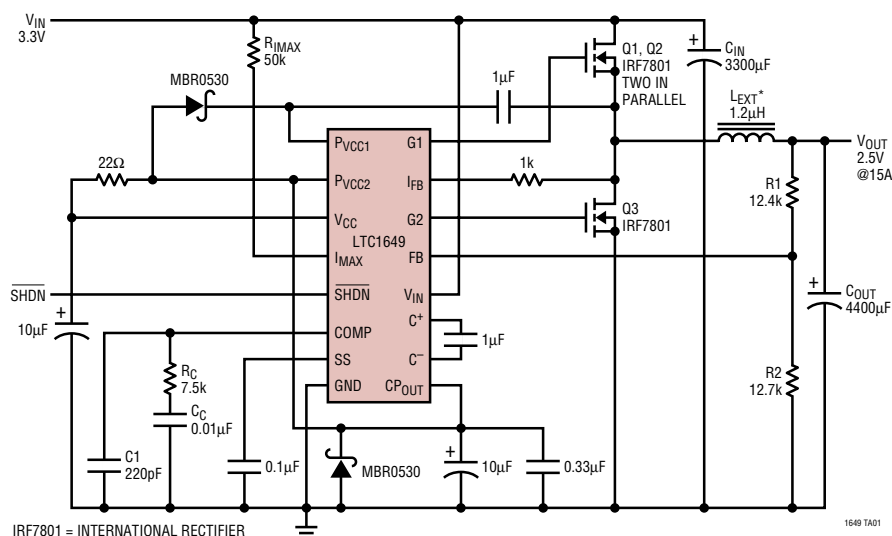 VIN
3.3V
RIMAX
50k
MBR0530
1µF
Q1, Q2
IRF7801
TWO IN
PARALLEL
+
CIN
3300µF
LEXT*
1.2µH
VOUT
2.5V
@15A
22Ω
PVCC1
G1
PVCC2
IFB
1k
VCC
G2
Q3
IRF7801
R1
12.4k
LTC1649
IMAX
FB
SHDN
SHDN
VIN
+
10µF
COMP
C+
1µF
+
COUT
4400µF
SS
C−
RC
7.5k
GND
CPOUT
R2
12.7k
CC
0.01µF
C1
220pF
0.1µF
MBR0530
+
10µF
0.33µF
IRF7801 = INTERNATIONAL RECTIFIER
1649 TA01